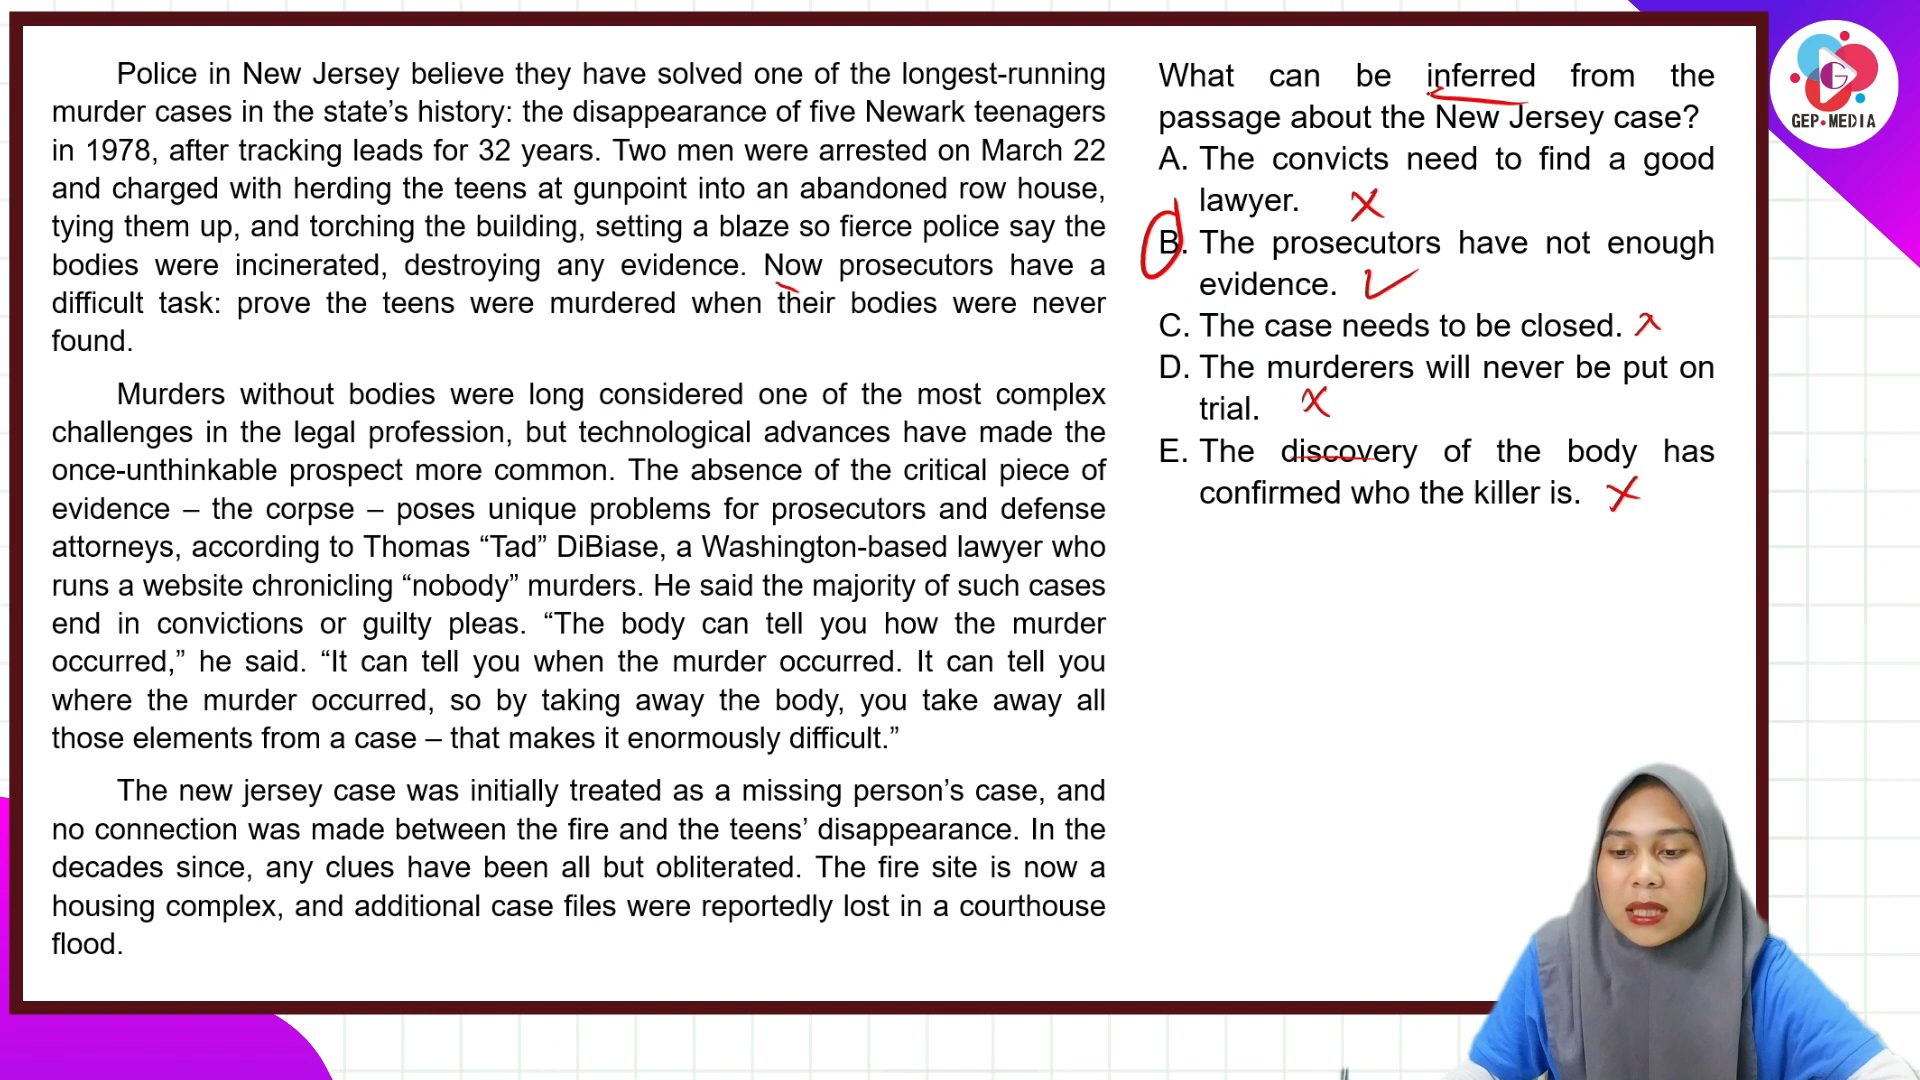 Police in New Jersey believe they have solved one of the longest-running
murder cases in the state’s history: the disappearance of five Newark teenagers
in 1978, after tracking leads for 32 years. Two men were arrested on March 22
and charged with herding the teens at gunpoint into an abandoned row house,
tying them up, and torching the building, setting a blaze so fierce police say the
bodies were incinerated, destroying any evidence. Now prosecutors have a
difficult task: prove the teens were murdered when their bodies were never
found.
Murders without bodies were long considered one of the most complex
challenges in the legal profession, but technological advances have made the
once-unthinkable prospect more common. The absence of the critical piece of
evidence – the corpse – poses unique problems for prosecutors and defense
attorneys, according to Thomas “Tad” DiBiase, a Washington-based lawyer who
runs a website chronicling “nobody” murders. He said the majority of such cases
end in convictions or guilty pleas. “The body can tell you how the murder
occurred,” he said. “It can tell you when the murder occurred. It can tell you
where the murder occurred, so by taking away the body, you take away all
those elements from a case – that makes it enormously difficult.”
The new jersey case was initially treated as a missing person’s case, and
no connection was made between the fire and the teens’ disappearance. In the
decades since, any clues have been all but obliterated. The fire site is now a
housing complex, and additional case files were reportedly lost in a courthouse
flood.
What can be inferred from the
passage about the New Jersey case?
A. The convicts need to find a good
lawyer.
B. The prosecutors have not enough
evidence.
C. The case needs to be closed.
D. The murderers will never be put on
trial.
E. The discovery of the body has
confirmed who the killer is.
G
GEP•MEDIA